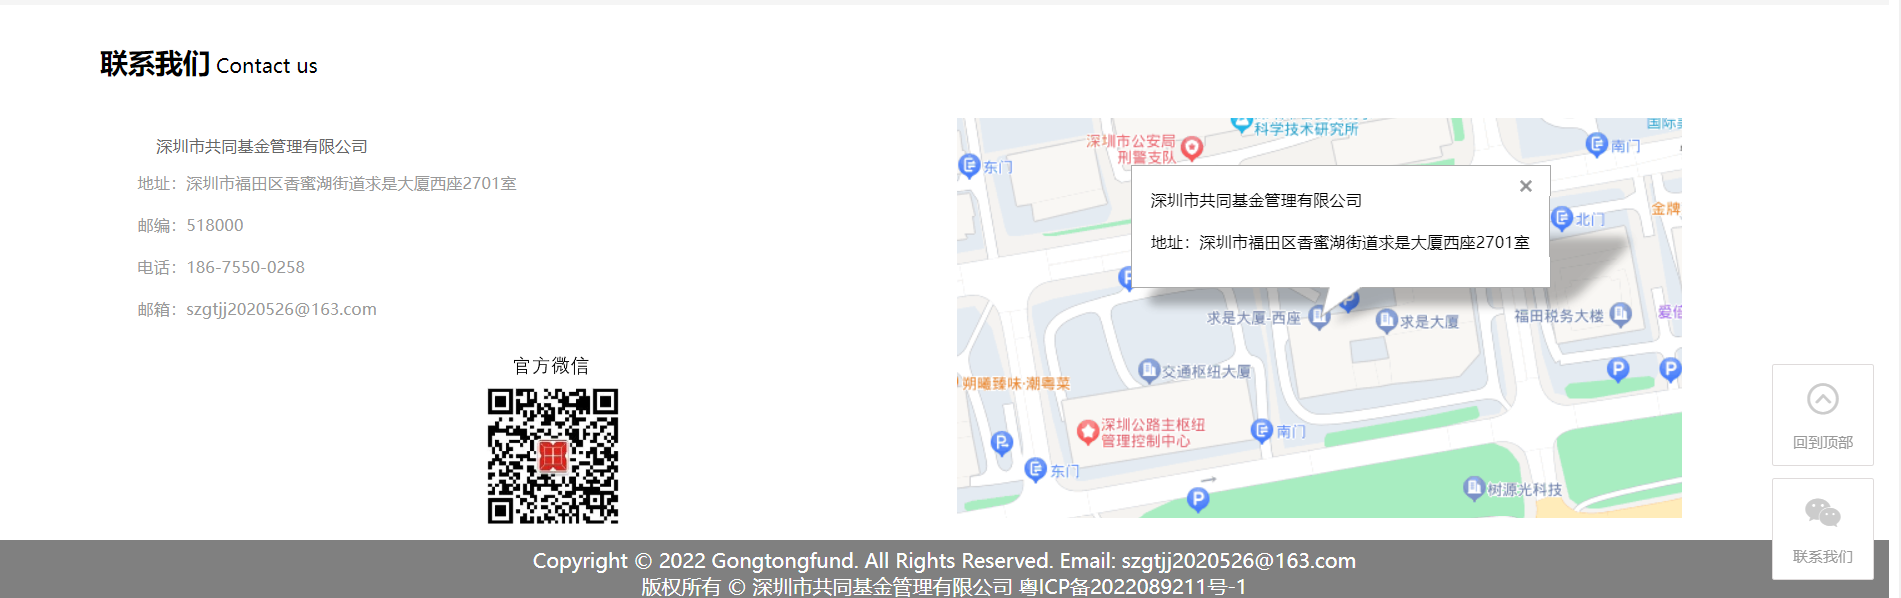 联系我们 Contact us
深圳市共同基金管理有限公司
地址：深圳市福田区香蜜湖街道求是大厦西座2701室
邮编：518000
电话：186-7550-0258
邮箱：szgtjj2020526@163.com
官方微信
科学技术研究所
深圳市公安局
刑警支队
东门
南门
深圳市共同基金管理有限公司
地址：深圳市福田区香蜜湖街道求是大厦西座2701室
北门
金牌
求是大厦-西座
求是大厦
福田税务大楼
交通枢纽大厦
朔曦臻味·潮粤菜
深圳公路主枢纽
管理控制中心
南门
东门
树源光科技
回到顶部
联系我们
Copyright © 2022 Gongtongfund. All Rights Reserved. Email: szgtjj2020526@163.com
版权所有 © 深圳市共同基金管理有限公司 粤ICP备2022089211号-1